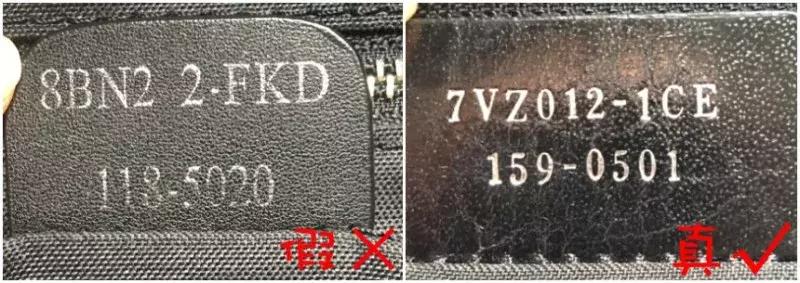 8BN2 2-FKD
118-5020
假×
7VZ012-1CE
159-0501
真✓